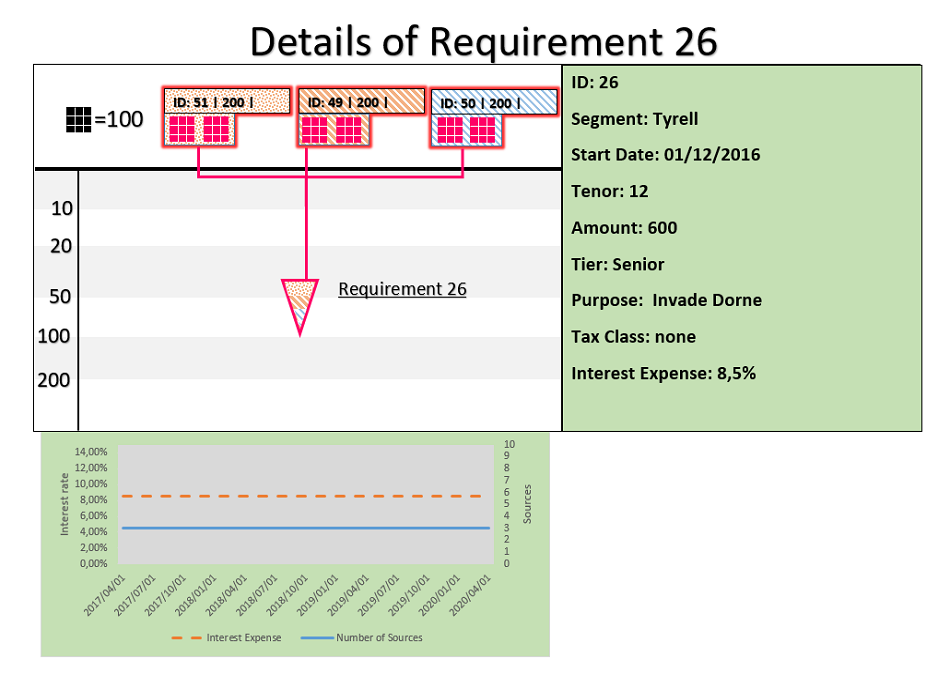 Details of Requirement 26
=100
ID: 51 | 200 |
ID: 49 | 200 |
ID: 50 | 200 |
10
20
50
100
200
Requirement 26
ID: 26
Segment: Tyrell
Start Date: 01/12/2016
Tenor: 12
Amount: 600
Tier: Senior
Purpose:  Invade Dorne
Tax Class: none
Interest Expense: 8,5%
Interest rate
14,00%
12,00%
10,00%
8,00%
6,00%
4,00%
2,00%
0,00%
10
9
8
7
6
5
4
3
2
1
0
Sources
2017/04/01
2017/07/01
2017/10/01
2018/01/01
2018/04/01
2018/07/01
2018/10/01
2019/01/01
2019/04/01
2019/07/01
2019/10/01
2020/01/01
2020/04/01
Interest Expense
Number of Sources